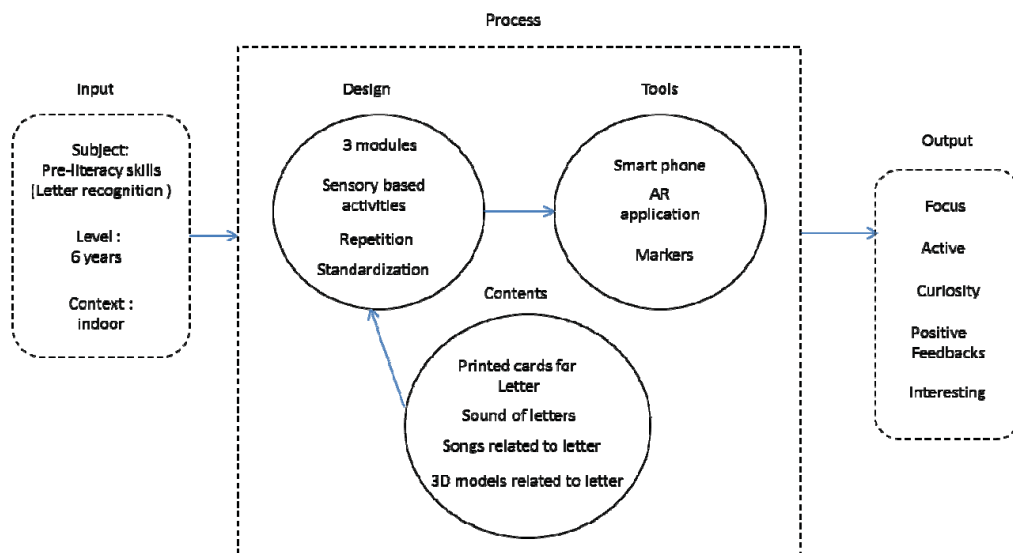 Process
Input
Subject:
Pre-literacy skills
(Letter recognition )
Level :
6 years
Context :
indoor
Design
3 modules
Sensory based
activities
Repetition
Standardization
Tools
Smart phone
AR
application
Markers
Contents
Printed cards for
Letter
Sound of letters
Songs related to letter
3D models related to letter
Output
Focus
Active
Curiosity
Positive
Feedbacks
Interesting